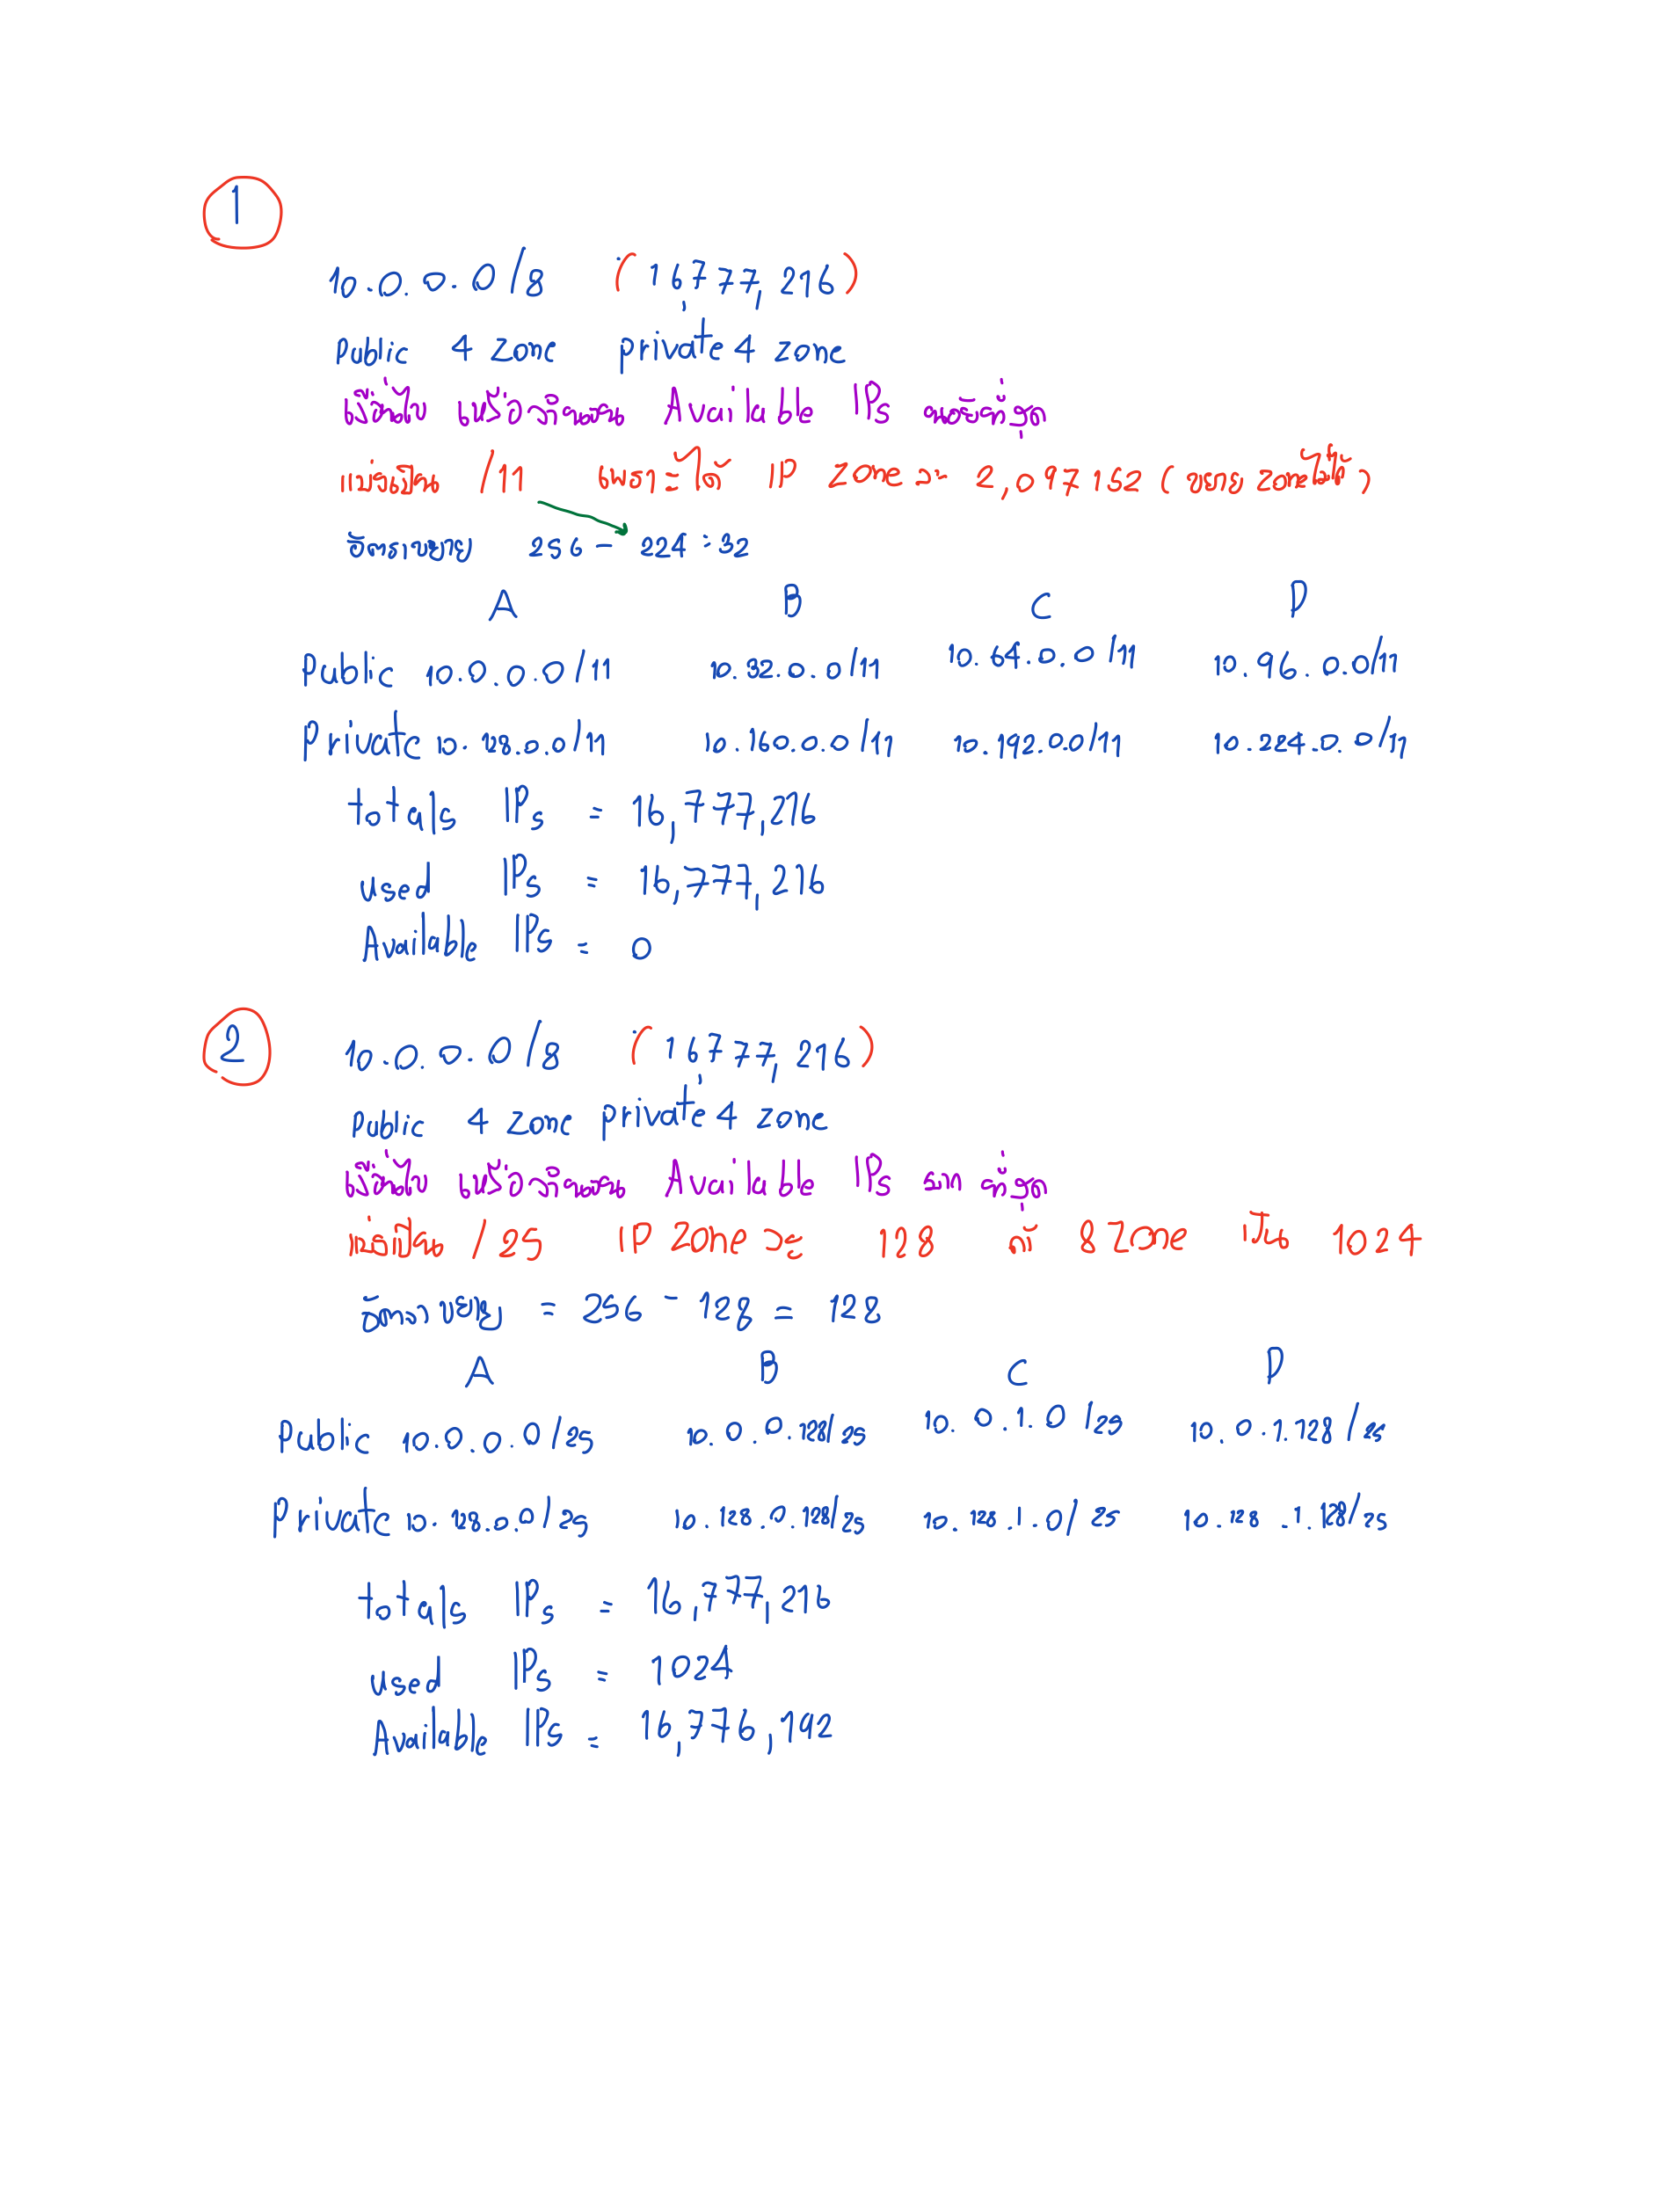 1
10.0.0.0/8 (16,777,216)
Public 4 zone private 4 zone
เงื่อนไข เหลือจำนวน Available IPs น้อยที่สุด
แบ่งเป็น /11 เพราะได้ IP Zone ละ 2,097152 (ขยาย zone ไม่ได้)
อัตราขยาย 256 - 224 = 32
A B C D
Public 10.0.0.0/11 10.32.0.0/11 10.64.0.0/11 10.96.0.0/11
Private 10.128.0.0/11 10.160.0.0/11 10.192.0.0/11 10.224.0.0/11
totals IPs = 16,777,216
used IPs = 16,777,216
Available IPs = 0
2
10.0.0.0/8 (16,777,216)
Public 4 zone private 4 zone
เงื่อนไข เหลือจำนวน Available IPs มาก ที่สุด
แบ่งเป็น /25 IP Zone ละ 128 ถ้า 8 Zone เป็น 1024
อัตราขยาย = 256 - 128 = 128
A B C D
Public 10.0.0.0/25 10.0.0.128/25 10.0.1.0/25 10.0.1.128/25
Private 10.128.0.0/25 10.128.0.128/25 10.128.1.0/25 10.128.1.128/25
totals IPs = 16,777,216
used IPs = 1024
Available IPs = 16,776,192